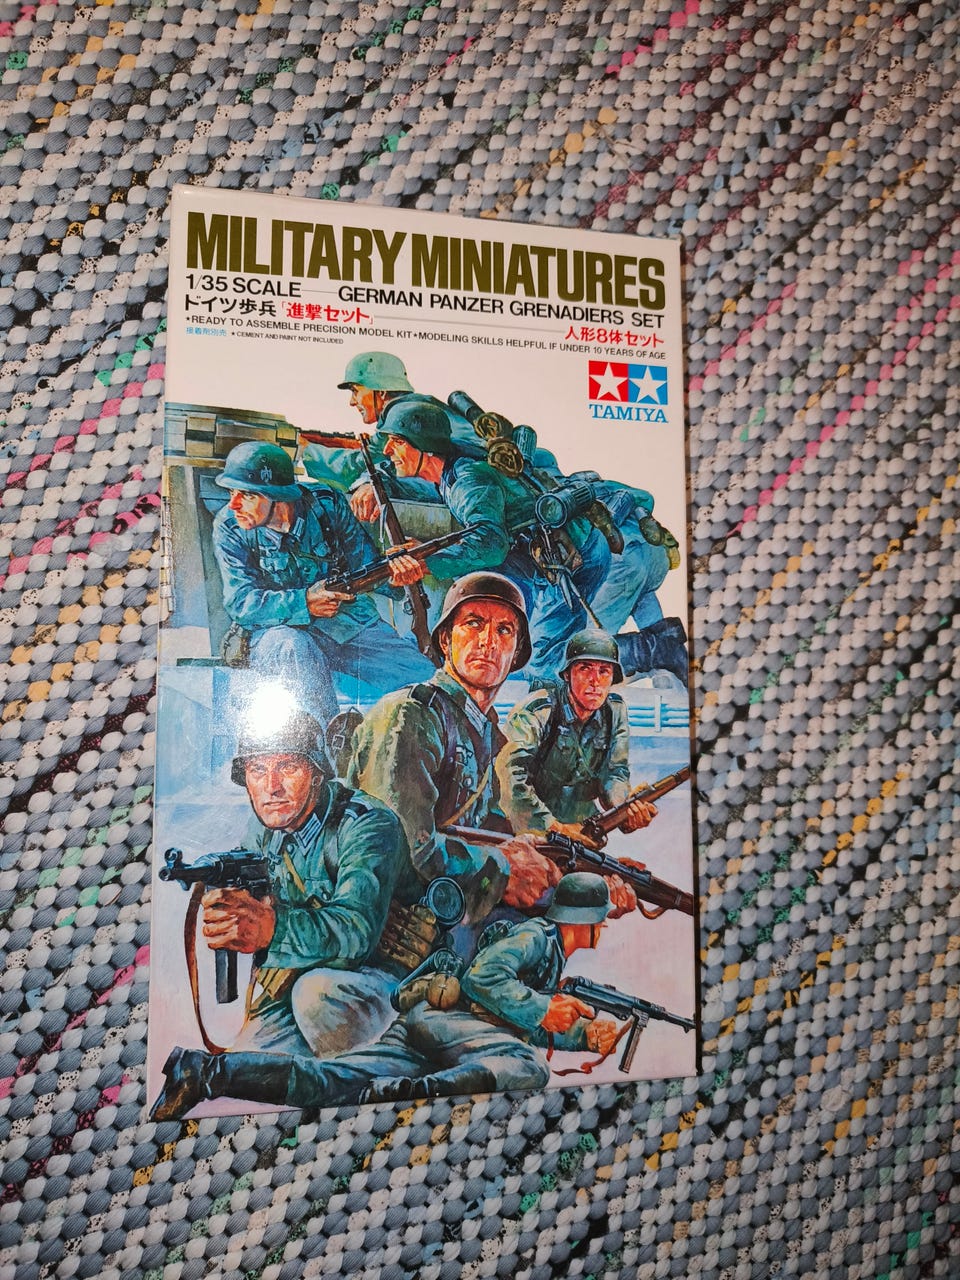 MILITARY MINIATURES
1/35 SCALE GERMAN PANZER GRENADIERS SET
ドイツ歩兵「進撃セット」 人形8体セット
★READY TO ASSEMBLE PRECISION MODEL KIT★MODELING SKILLS HELPFUL IF UNDER 10 YEARS OF AGE
接着剤別売 ★CEMENT AND PAINT NOT INCLUDED
TAMIYA